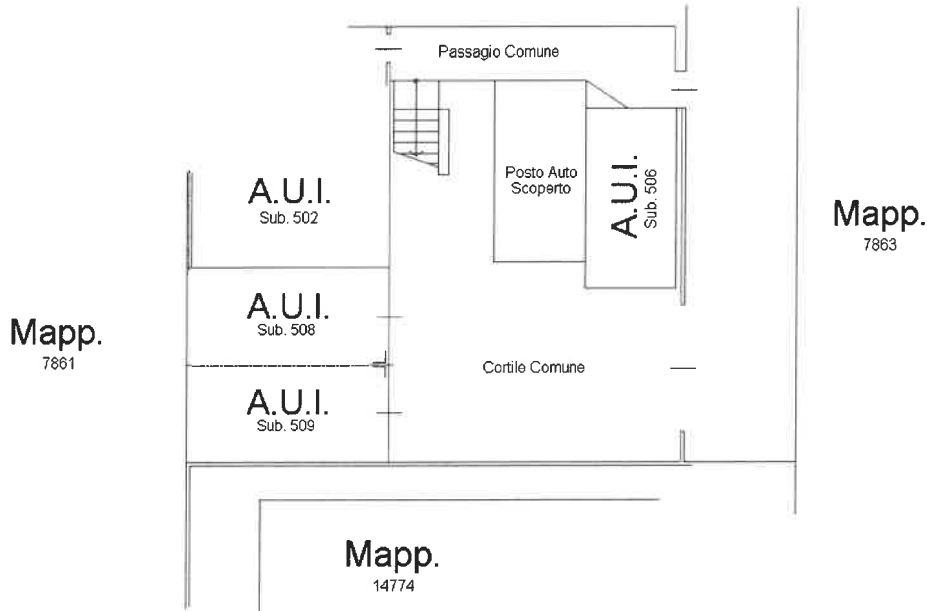 Passagio Comune
A.U.I.
Sub. 502
Posto Auto
Scoperto
A.U.I.
Sub. 506
Mapp.
7863
A.U.I.
Sub. 508
Mapp.
7861
Cortile Comune
A.U.I.
Sub. 509
Mapp.
14774